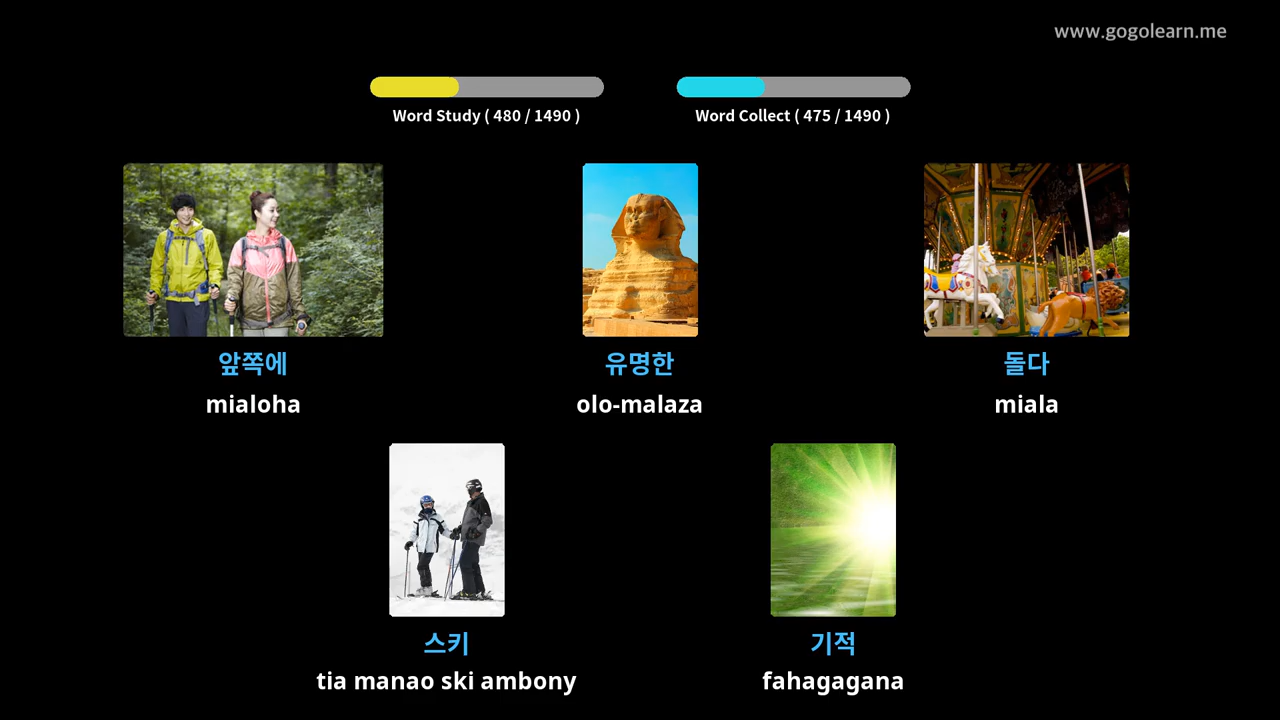 www.gogolearn.me
Word Study ( 480 / 1490 )
Word Collect ( 475 / 1490 )
앞쪽에
mialoha
유명한
olo-malaza
돌다
miala
스키
tia manao ski ambony
기적
fahagagana